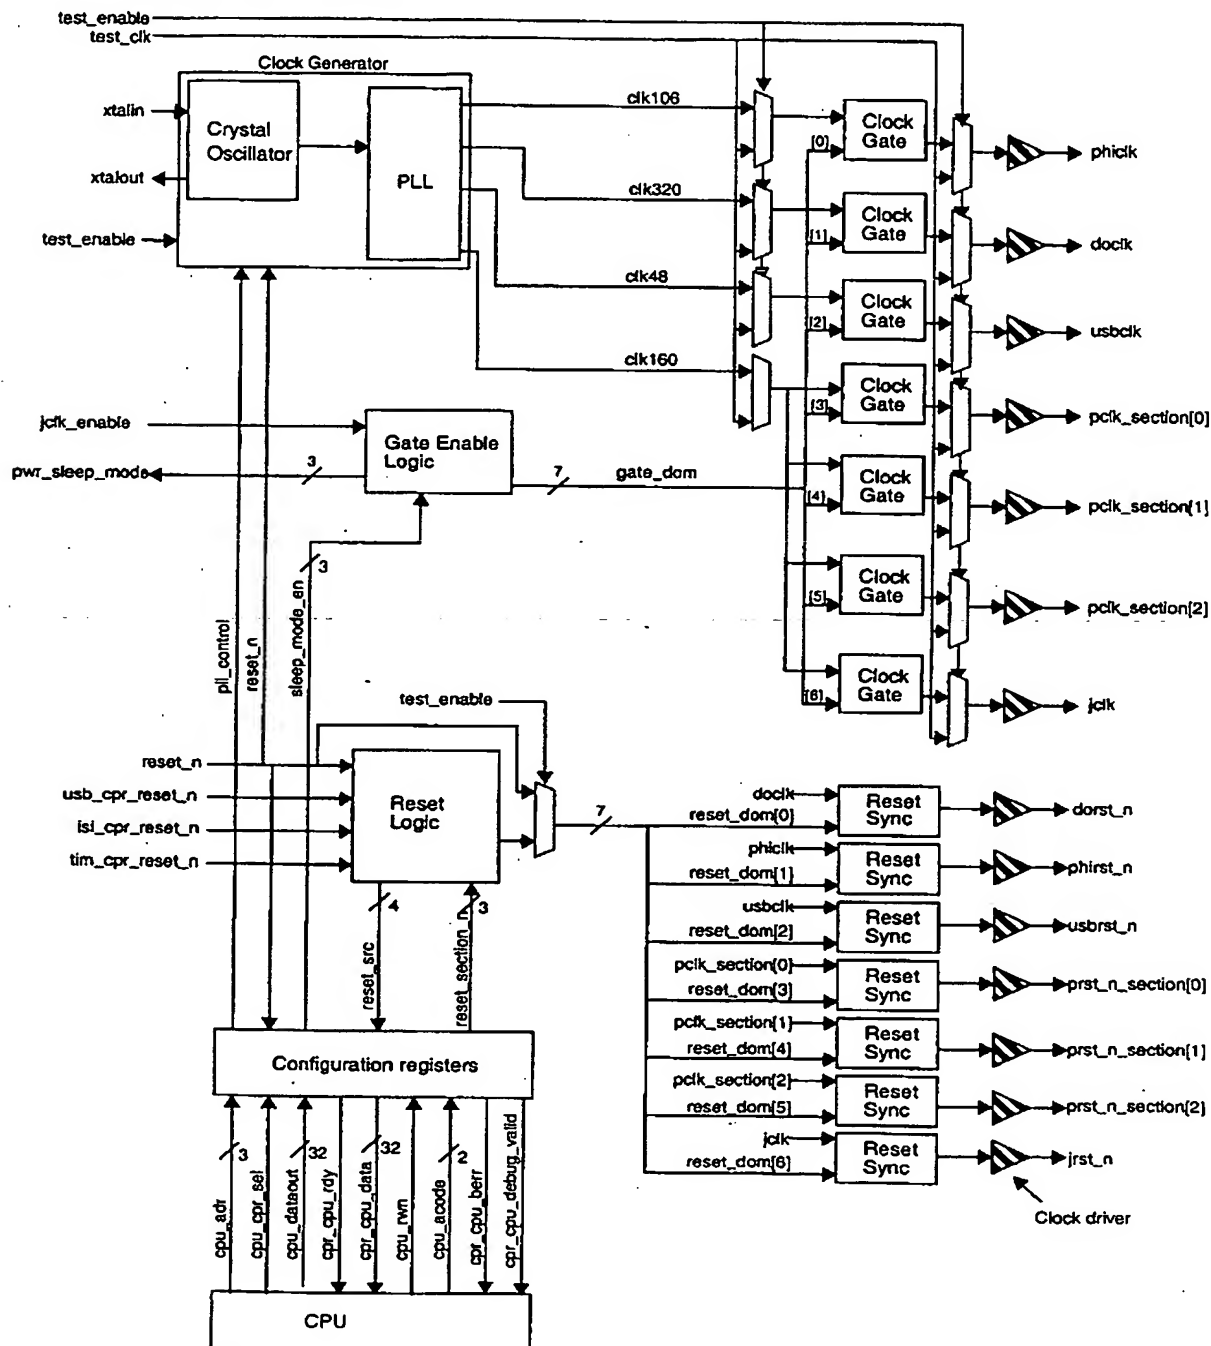 test_enable
test_clk
Clock Generator
xtalin
xtalout
test_enable
Crystal
Oscillator
PLL
clk106
clk320
clk48
clk160
[0]
Clock
Gate
phiclk
[1]
Clock
Gate
doclk
[2]
Clock
Gate
usbclk
[3]
Clock
Gate
pclk_section[0]
[4]
Clock
Gate
pclk_section[1]
[5]
Clock
Gate
pclk_section[2]
[6]
Clock
Gate
jclk
jclk_enable
pwr_sleep_mode
3
Gate Enable
Logic
7
gate_dom
3
pll_control
reset_n
sleep_mode_en
test_enable
reset_n
usb_cpr_reset_n
isi_cpr_reset_n
tim_cpr_reset_n
Reset
Logic
7
4
3
reset_src
reset_section_n
doclk
reset_dom[0]
Reset
Sync
dorst_n
phiclk
reset_dom[1]
Reset
Sync
phirst_n
usbclk
reset_dom[2]
Reset
Sync
usbrst_n
pclk_section[0]
reset_dom[3]
Reset
Sync
prst_n_section[0]
pclk_section[1]
reset_dom[4]
Reset
Sync
prst_n_section[1]
pclk_section[2]
reset_dom[5]
Reset
Sync
prst_n_section[2]
jclk
reset_dom[6]
Reset
Sync
jrst_n
Clock driver
Configuration registers
3
32
32
2
cpu_adr
cpu_cpr_sel
cpu_dataout
cpr_cpu_rdy
cpr_cpu_data
cpu_rwn
cpu_acode
cpr_cpu_berr
cpr_cpu_debug_valid
CPU